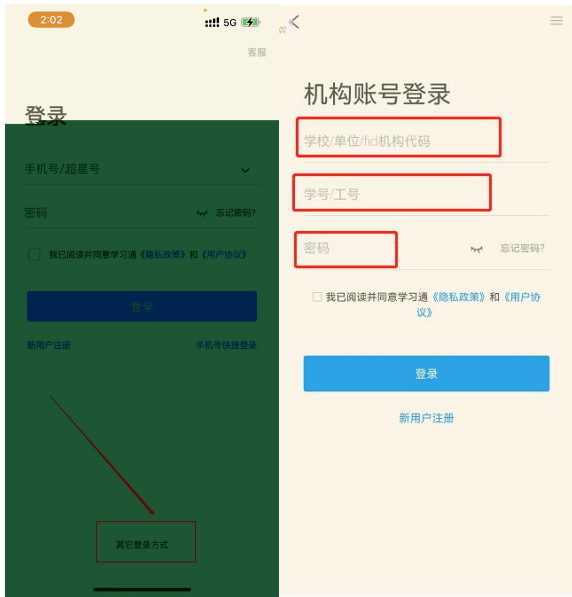 2:02
5G
客服
登录
手机号/超星号
密码
忘记密码?
我已阅读并同意学习通《隐私政策》和《用户协议》
登录
新用户注册
手机号快捷登录
其它登录方式
机构账号登录
学校/单位/fid机构代码
学号/工号
密码
忘记密码?
我已阅读并同意学习通《隐私政策》和《用户协
议》
登录
新用户注册